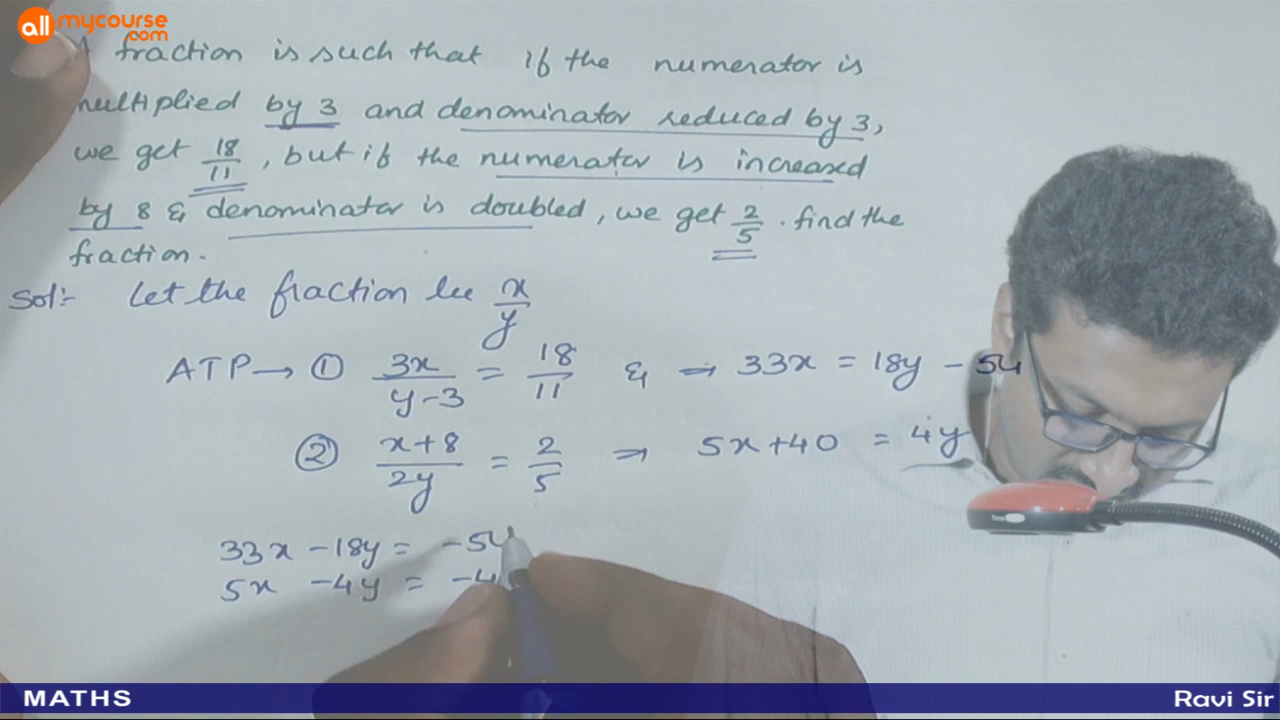 all mycourse.com
A fraction is such that if the numerator is
multiplied by 3 and denominator reduced by 3,
we get 18/11, but if the numerator is increased
by 8 & denominator is doubled, we get 2/5. find the
fraction.
Sol:- Let the fraction be x/y
ATP → ① 3x/y-3 = 18/11 & ⇒ 33x = 18y - 54
② x+8/2y = 2/5 ⇒ 5x+40 = 4y
33x - 18y = -54
5x - 4y = -4
MATHS
Ravi Sir